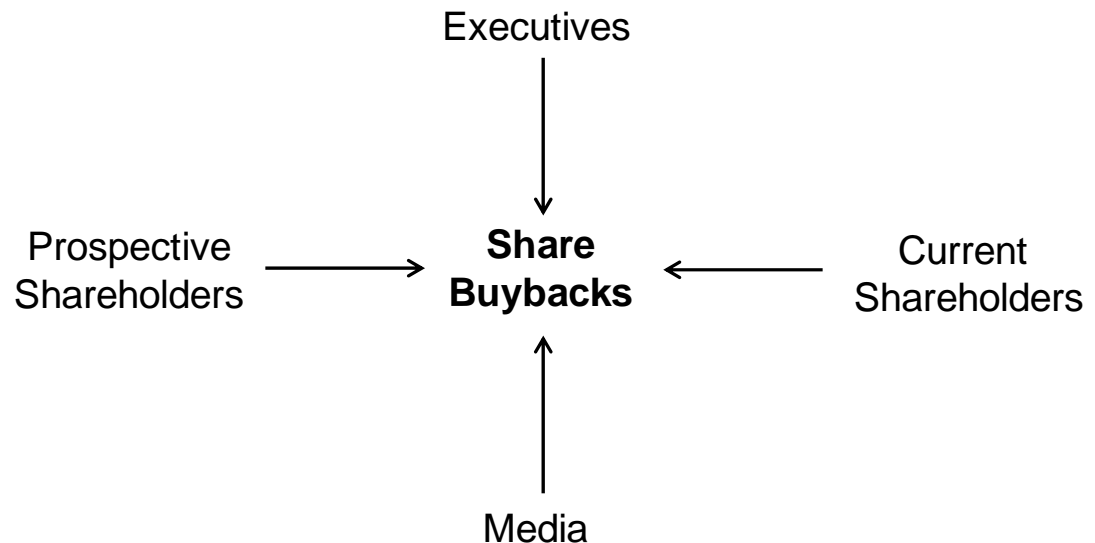 Executives
Prospective
Shareholders
Share
Buybacks
Current
Shareholders
Media